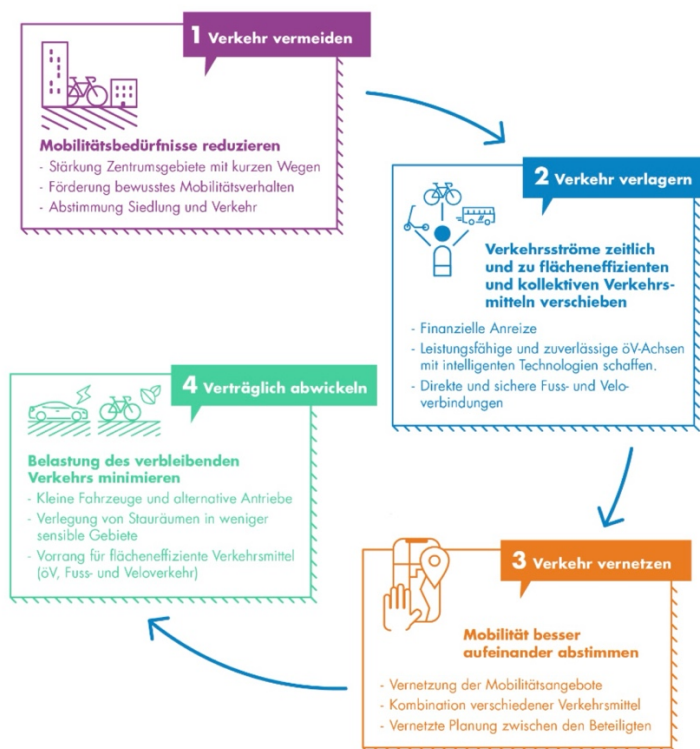 1 Verkehr vermeiden
Mobilitätsbedürfnisse reduzieren
- Stärkung Zentrumsgebiete mit kurzen Wegen
- Förderung bewusstes Mobilitätsverhalten
- Abstimmung Siedlung und Verkehr
2 Verkehr verlagern
Verkehrsströme zeitlich
und zu flächeneffizienten
und kollektiven Verkehrs-
mitteln verschieben
- Finanzielle Anreize
- Leistungsfähige und zuverlässige öV-Achsen
mit intelligenten Technologien schaffen.
- Direkte und sichere Fuss- und Velo-
verbindungen
3 Verkehr vernetzen
Mobilität besser
aufeinander abstimmen
- Vernetzung der Mobilitätsangebote
- Kombination verschiedener Verkehrsmittel
- Vernetzte Planung zwischen den Beteiligten
4 Verträglich abwickeln
Belastung des verbleibenden
Verkehrs minimieren
- Kleine Fahrzeuge und alternative Antriebe
- Verlegung von Stauräumen in weniger
sensible Gebiete
- Vorrang für flächeneffiziente Verkehrsmittel
(öV, Fuss- und Veloverkehr)